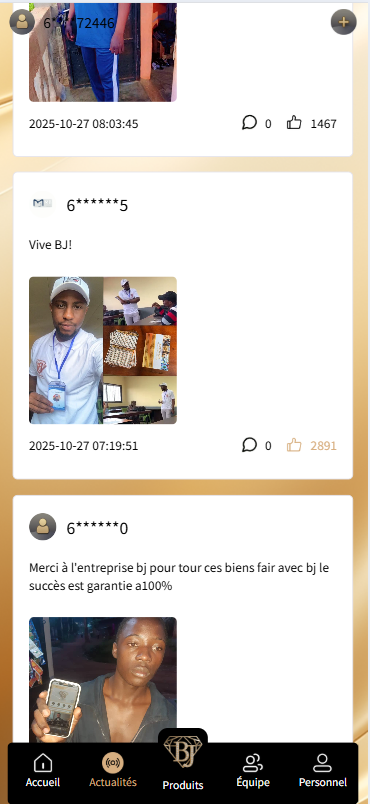 6*
72446
2025-10-27 08:03:45
0
1467
6******5
Vive BJ!
2025-10-27 07:19:51
0
2891
6******0
Merci à l'entreprise bj pour tour ces biens fair avec bj le
succès est garantie a100%
BJ
Accueil
Actualités
Produits
Équipe
Personnel